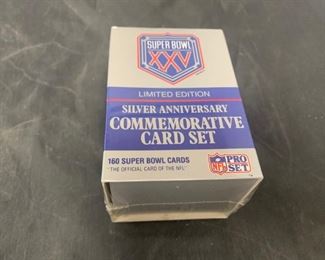 SUPER BOWL
XXV
LIMITED EDITION
SILVER ANNIVERSARY
COMMEMORATIVE
CARD SET
160 SUPER BOWL CARDS
"THE OFFICIAL CARD OF THE NFL"
NFL
PRO
SET